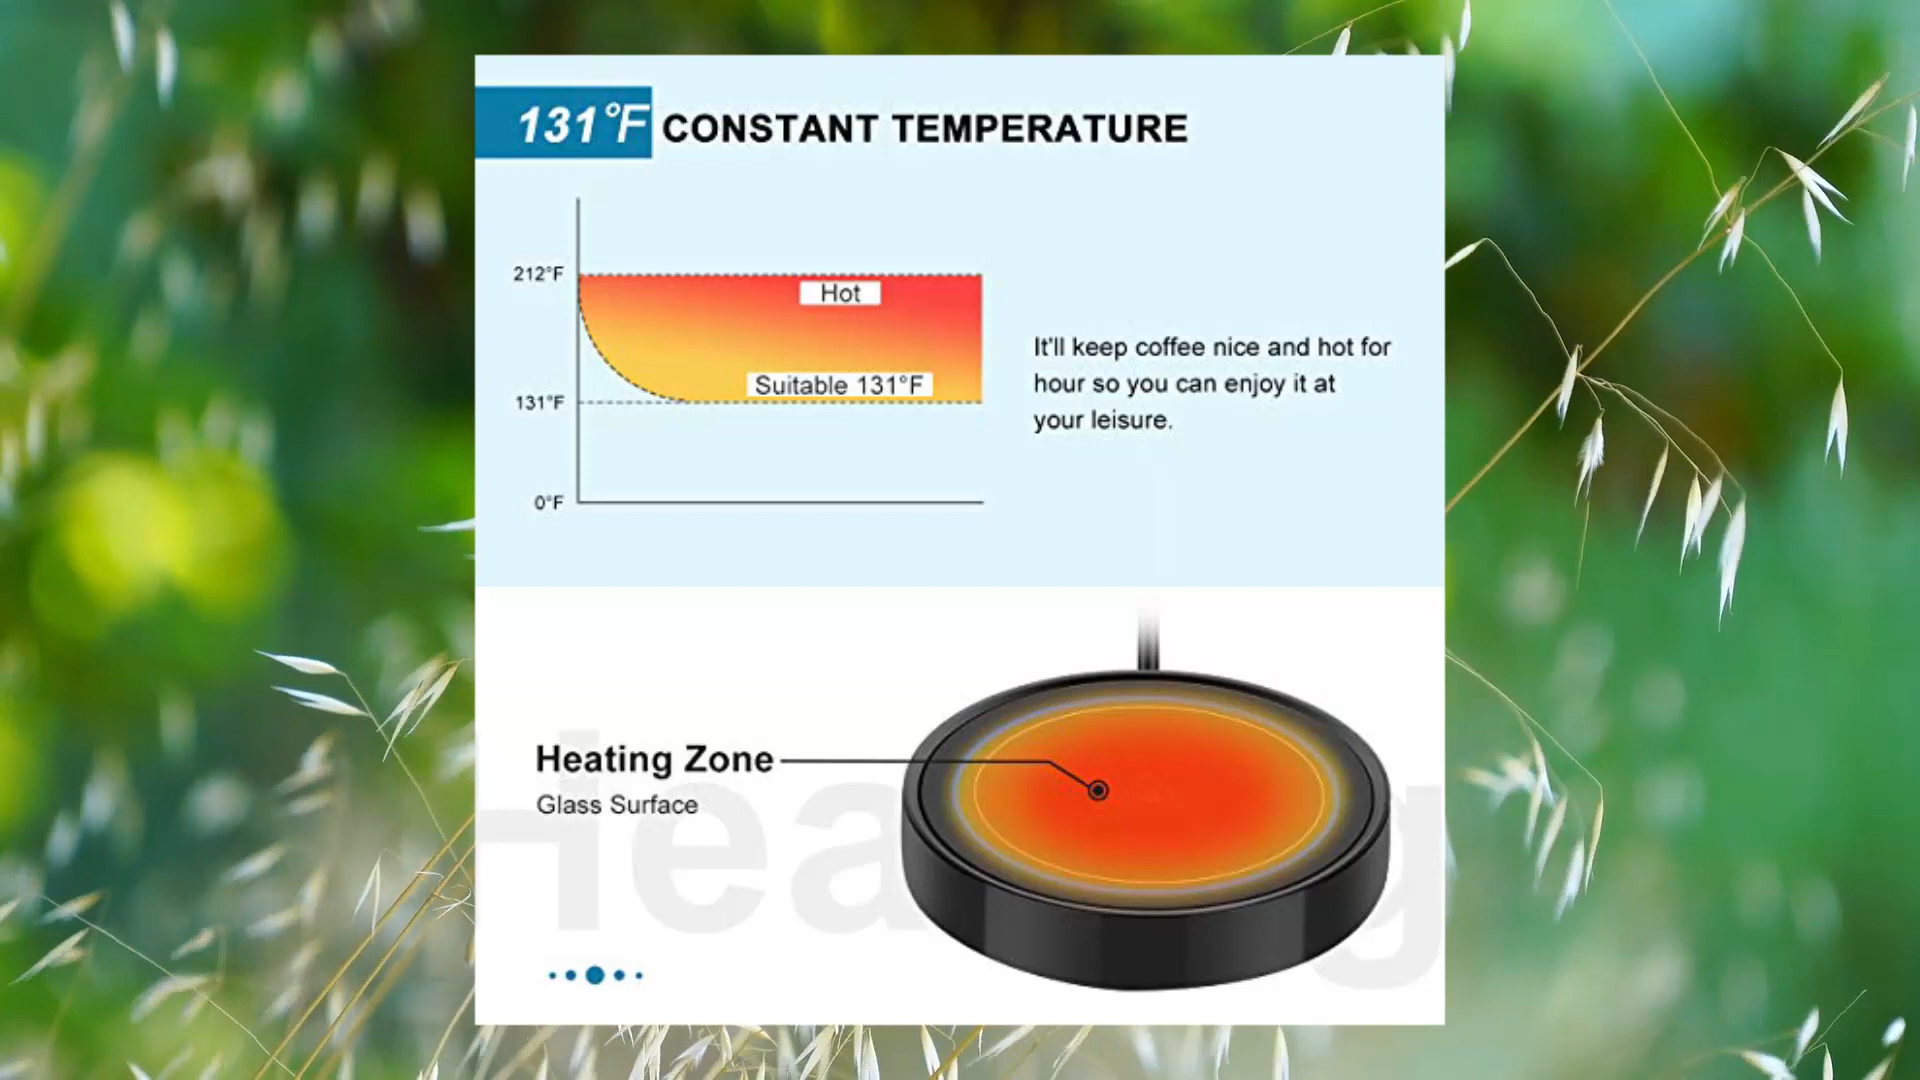 131°F CONSTANT TEMPERATURE
212°F
Hot
Suitable 131°F
131°F
0°F
It'll keep coffee nice and hot for
hour so you can enjoy it at
your leisure.
Heating Zone
Glass Surface
Hea g